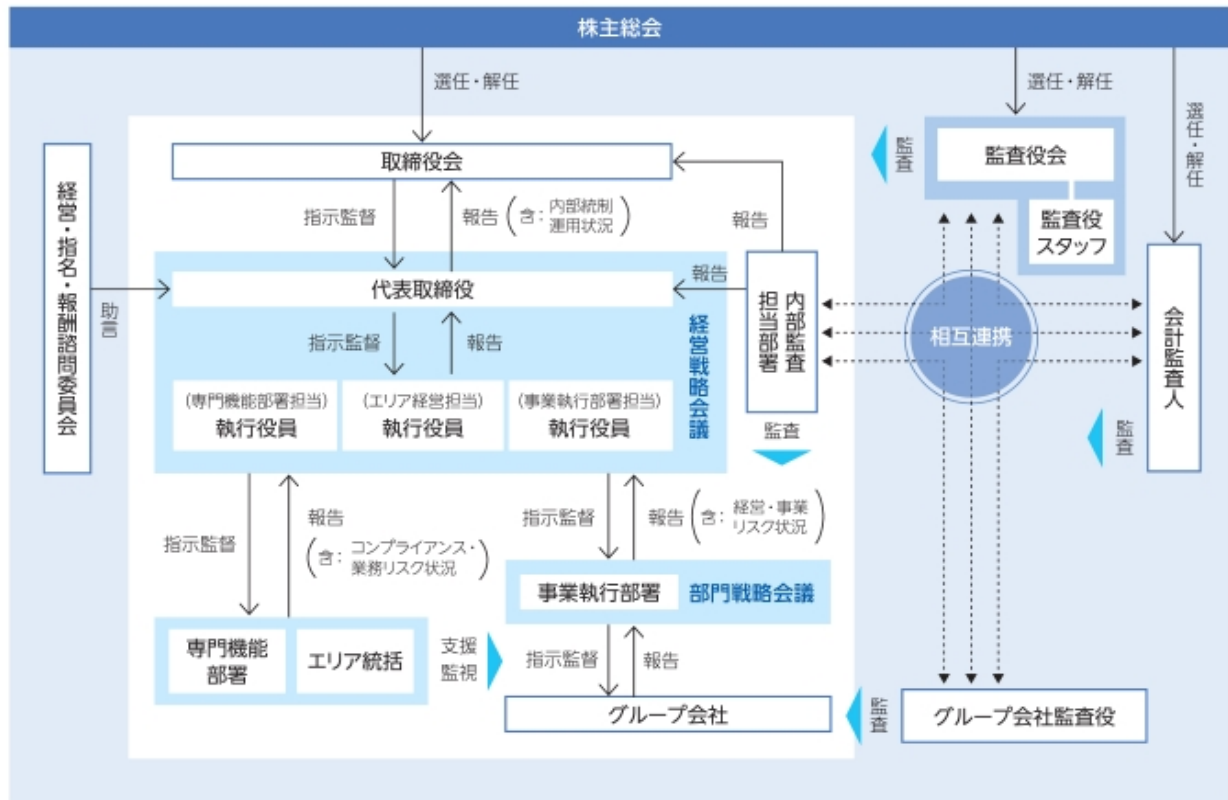 株主総会
選任・解任
選任・解任
選任・解任
取締役会
監査
監査役会
監査役
スタッフ
経営・指名・報酬諮問委員会
助言
指示監督
報告
(含: 内部統制
運用状況)
報告
報告
代表取締役
内部監査
担当部署
相互連携
会計監査人
指示監督
報告
経営戦略会議
(専門機能部署担当)
執行役員
(エリア経営担当)
執行役員
(事業執行部署担当)
執行役員
監査
監査
指示監督
報告
(含: コンプライアンス・
業務リスク状況)
指示監督
報告
(含: 経営・事業
リスク状況)
事業執行部署
部門戦略会議
専門機能
部署
エリア統括
支援
監視
指示監督
報告
グループ会社
監査
グループ会社監査役